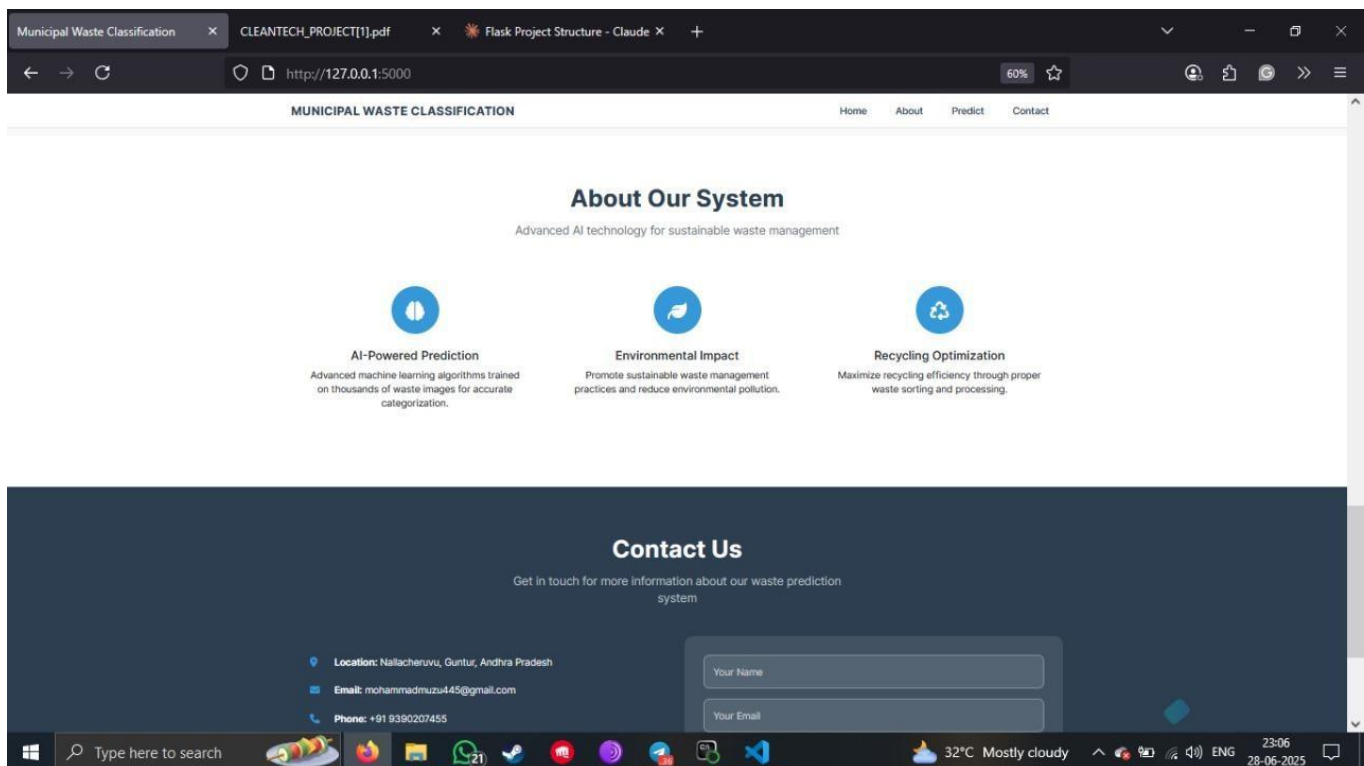 Municipal Waste Classification
CLEANTECH_PROJECT[1].pdf
Flask Project Structure - Claude
http://127.0.0.1:5000
60%
MUNICIPAL WASTE CLASSIFICATION
Home About Predict Contact
About Our System
Advanced AI technology for sustainable waste management
AI-Powered Prediction
Advanced machine learning algorithms trained
on thousands of waste images for accurate
categorization.
Environmental Impact
Promote sustainable waste management
practices and reduce environmental pollution.
Recycling Optimization
Maximize recycling efficiency through proper
waste sorting and processing.
Contact Us
Get in touch for more information about our waste prediction
system
Location: Nallacheruvu, Guntur, Andhra Pradesh
Email: mohammadmuzu445@gmail.com
Phone: +91 9390207455
Your Name
Your Email
Type here to search
21
32°C Mostly cloudy
ENG
23:06
28-06-2025